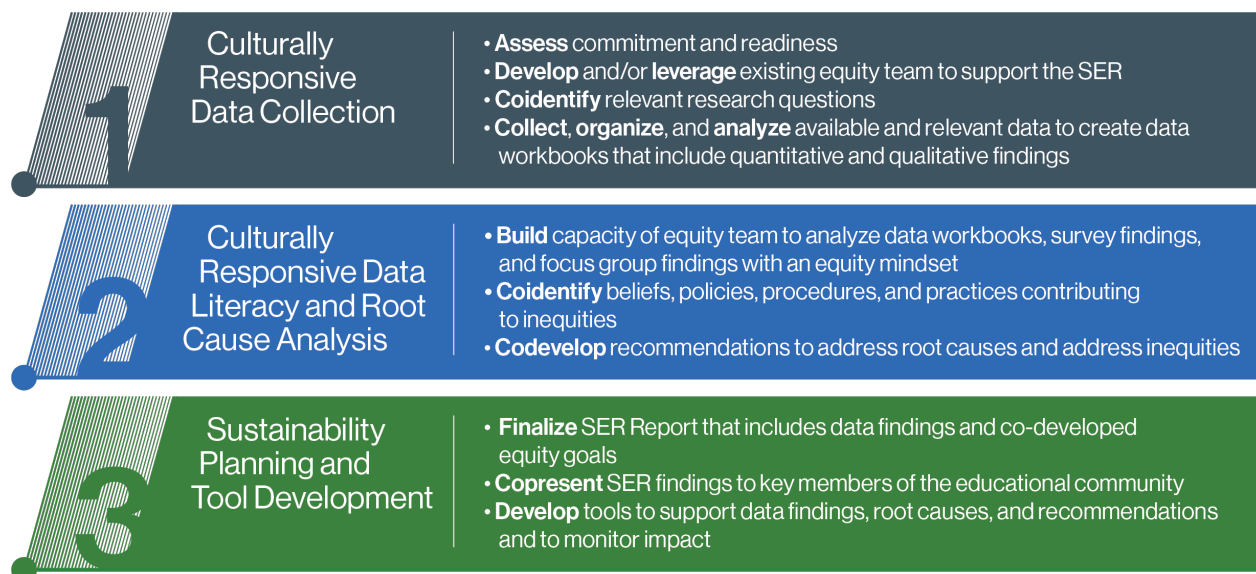 1
Culturally
Responsive
Data Collection
• Assess commitment and readiness
• Develop and/or leverage existing equity team to support the SER
• Coidentify relevant research questions
• Collect, organize, and analyze available and relevant data to create data
workbooks that include quantitative and qualitative findings
2
Culturally
Responsive Data
Literacy and Root
Cause Analysis
• Build capacity of equity team to analyze data workbooks, survey findings,
and focus group findings with an equity mindset
• Coidentify beliefs, policies, procedures, and practices contributing
to inequities
• Codevelop recommendations to address root causes and address inequities
3
Sustainability
Planning and
Tool Development
• Finalize SER Report that includes data findings and co-developed
equity goals
• Copresent SER findings to key members of the educational community
• Develop tools to support data findings, root causes, and recommendations
and to monitor impact